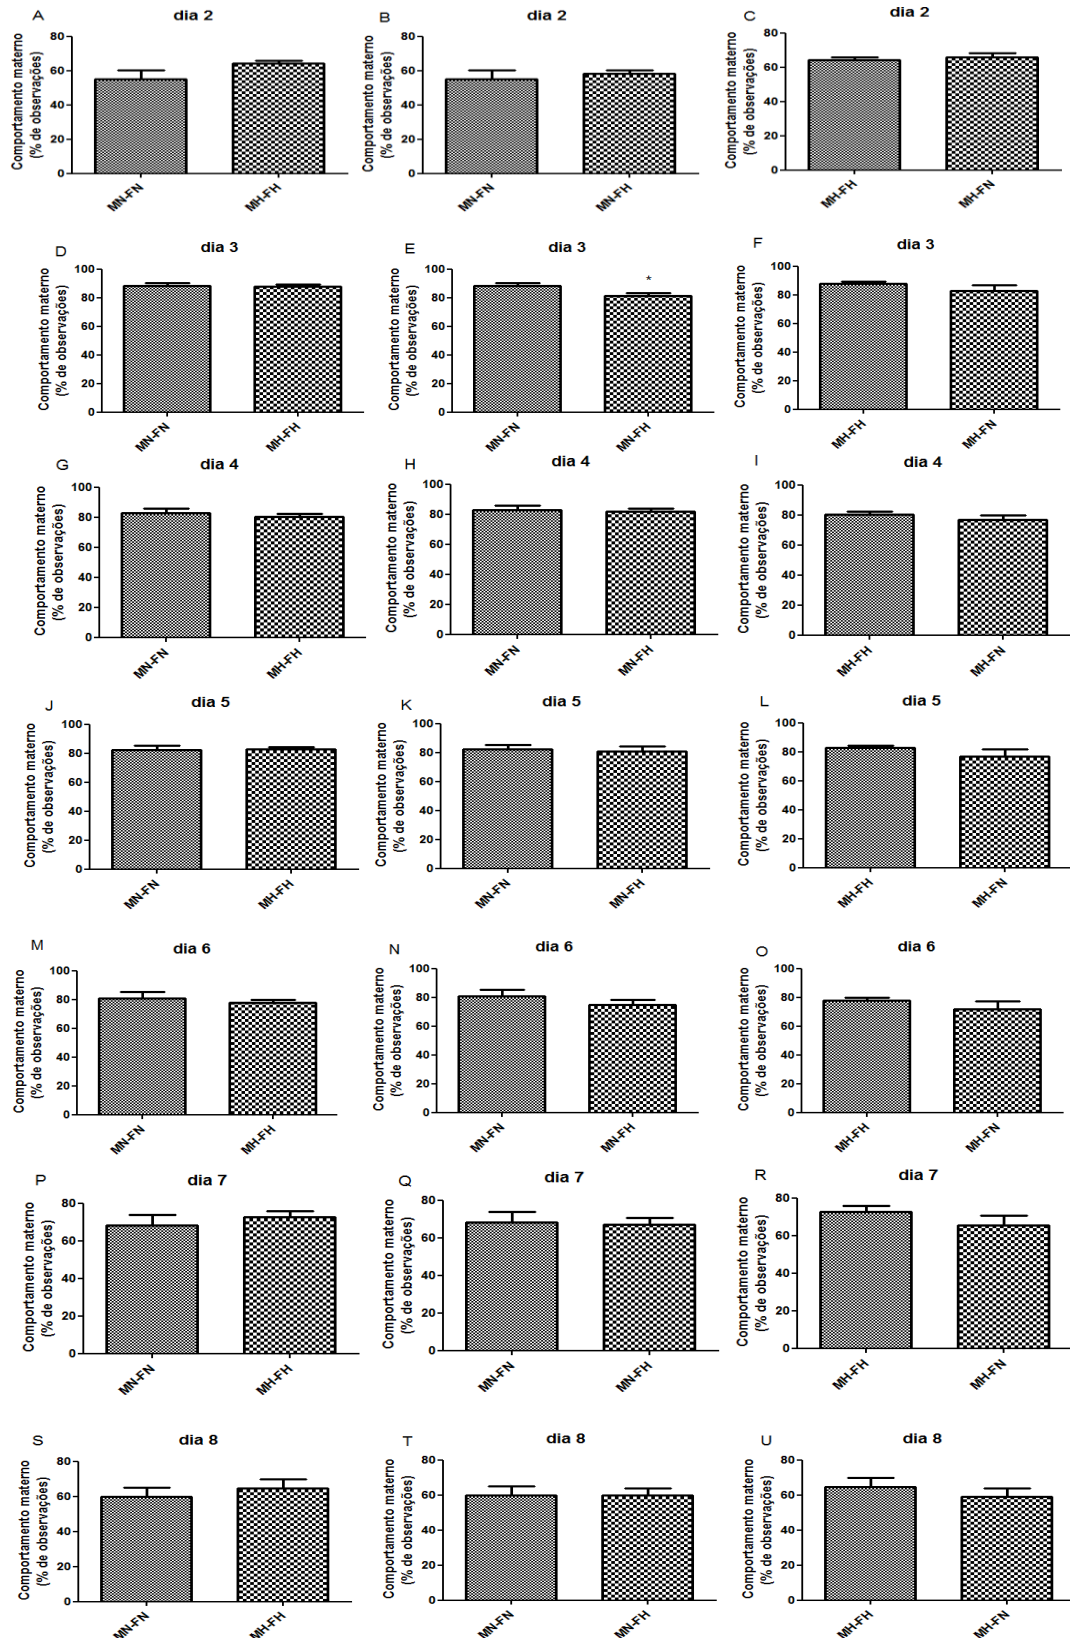 A
dia 2
Comportamento materno
(% de observações)
80
60
40
20
0
MN-FN
MH-FH
B
dia 2
Comportamento materno
(% de observações)
80
60
40
20
0
MN-FN
MN-FH
C
dia 2
Comportamento materno
(% de observações)
80
60
40
20
0
MH-FH
MH-FN
D
dia 3
Comportamento materno
(% de observações)
100
80
60
40
20
0
MN-FN
MH-FH
E
dia 3
Comportamento materno
(% de observações)
100
80
60
40
20
0
*
MN-FN
MN-FH
F
dia 3
Comportamento materno
(% de observações)
100
80
60
40
20
0
MH-FH
MH-FN
G
dia 4
Comportamento materno
(% de observações)
100
80
60
40
20
0
MN-FN
MH-FH
H
dia 4
Comportamento materno
(% de observações)
100
80
60
40
20
0
MN-FN
MN-FH
I
dia 4
Comportamento materno
(% de observações)
100
80
60
40
20
0
MH-FH
MH-FN
J
dia 5
Comportamento materno
(% de observações)
100
80
60
40
20
0
MN-FN
MH-FH
K
dia 5
Comportamento materno
(% de observações)
100
80
60
40
20
0
MN-FN
MN-FH
L
dia 5
Comportamento materno
(% de observações)
100
80
60
40
20
0
MH-FH
MH-FN
M
dia 6
Comportamento materno
(% de observações)
100
80
60
40
20
0
MN-FN
MH-FH
N
dia 6
Comportamento materno
(% de observações)
100
80
60
40
20
0
MN-FN
MN-FH
O
dia 6
Comportamento materno
(% de observações)
100
80
60
40
20
0
MH-FH
MH-FN
P
dia 7
Comportamento materno
(% de observações)
80
60
40
20
0
MN-FN
MH-FH
Q
dia 7
Comportamento materno
(% de observações)
80
60
40
20
0
MN-FN
MN-FH
R
dia 7
Comportamento materno
(% de observações)
80
60
40
20
0
MH-FH
MH-FN
S
dia 8
Comportamento materno
(% de observações)
80
60
40
20
0
MN-FN
MH-FH
T
dia 8
Comportamento materno
(% de observações)
80
60
40
20
0
MN-FN
MN-FH
U
dia 8
Comportamento materno
(% de observações)
80
60
40
20
0
MH-FH
MH-FN